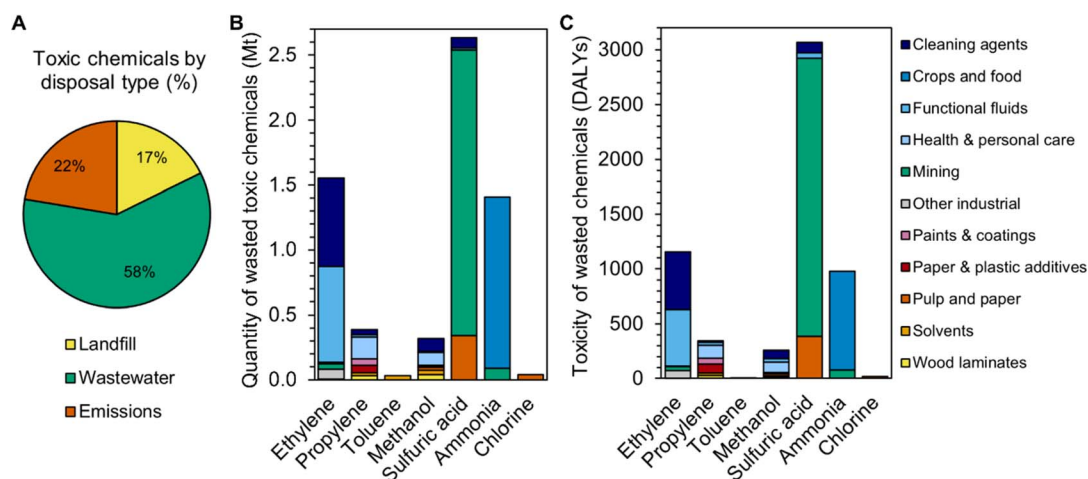 A
Toxic chemicals by
disposal type (%)
22%
17%
58%
Landfill
Wastewater
Emissions
B
Quantity of wasted toxic chemicals (Mt)
2.5
2.0
1.5
1.0
0.5
0.0
Ethylene
Propylene
Toluene
Methanol
Sulfuric acid
Ammonia
Chlorine
C
Toxicity of wasted chemicals (DALYs)
3000
2500
2000
1500
1000
500
0
Ethylene
Propylene
Toluene
Methanol
Sulfuric acid
Ammonia
Chlorine
Cleaning agents
Crops and food
Functional fluids
Health & personal care
Mining
Other industrial
Paints & coatings
Paper & plastic additives
Pulp and paper
Solvents
Wood laminates